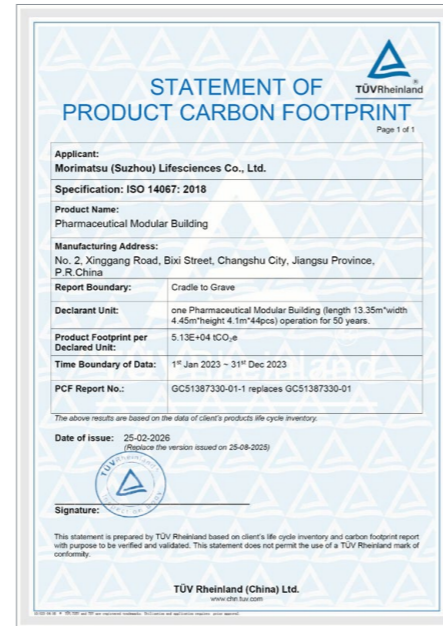 TÜVRheinland
STATEMENT OF
PRODUCT CARBON FOOTPRINT
Page 1 of 1
Applicant:
Morimatsu (Suzhou) Lifesciences Co., Ltd.
Specification: ISO 14067: 2018
Product Name:
Pharmaceutical Modular Building
Manufacturing Address:
No. 2, Xinggang Road, Bixi Street, Changshu City, Jiangsu Province,
P.R.China
Report Boundary: Cradle to Grave
Declarant Unit: one Pharmaceutical Modular Building (length 13.35m*width
4.45m*height 4.1m*44pcs) operation for 50 years.
Product Footprint per
Declared Unit: 5.13E+04 tCO₂e
Time Boundary of Data: 1st Jan 2023 ~ 31st Dec 2023
PCF Report No.: GC51387330-01-1 replaces GC51387330-01
The above results are based on the data of client's products life cycle inventory.
Date of issue: 25-02-2026
(Replace the version issued on 25-08-2025)
Signature:
This statement is prepared by TÜV Rheinland based on client's life cycle inventory and carbon footprint report
with purpose to be verified and validated. This statement does not permit the use of a TÜV Rheinland mark of
conformity.
TÜV Rheinland (China) Ltd.
www.chn.tuv.com